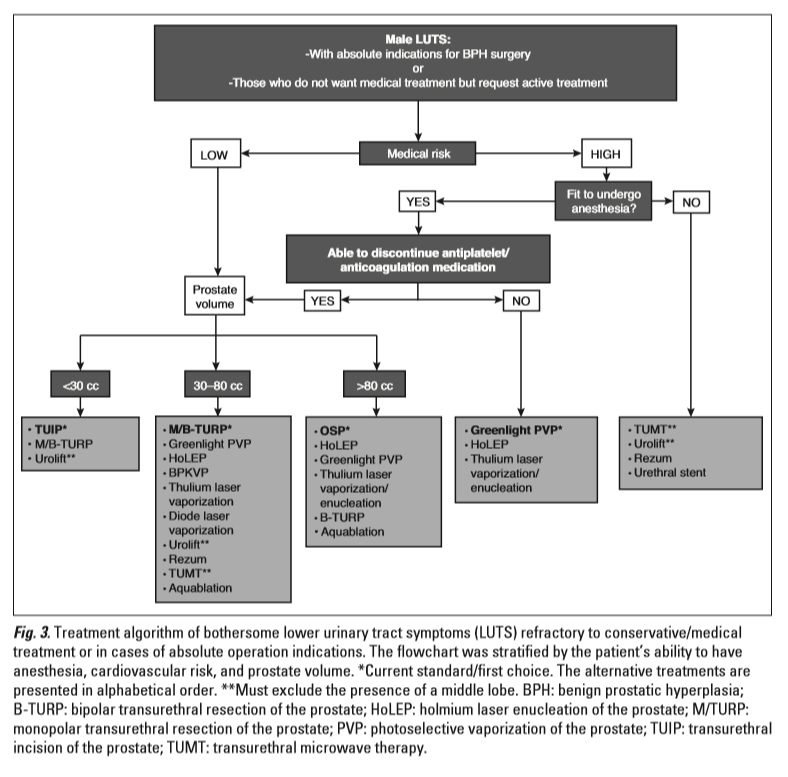 Male LUTS:
-With absolute indications for BPH surgery
or
-Those who do not want medical treatment but request active treatment
LOW
Medical risk
HIGH
YES
Fit to undergo
anesthesia?
NO
Able to discontinue antiplatelet/
anticoagulation medication
Prostate
volume
YES
NO
<30 cc
30–80 cc
>80 cc
• TUIP*
• M/B-TURP
• Urolift**
• M/B-TURP*
• Greenlight PVP
• HoLEP
• BPKVP
• Thulium laser
vaporization
• Diode laser
vaporization
• Urolift**
• Rezum
• TUMT**
• Aquablation
• OSP*
• HoLEP
• Greenlight PVP
• Thulium laser
vaporization/
enucleation
• B-TURP
• Aquablation
• Greenlight PVP*
• HoLEP
• Thulium laser
vaporization/
enucleation
• TUMT**
• Urolift**
• Rezum
• Urethral stent
Fig. 3. Treatment algorithm of bothersome lower urinary tract symptoms (LUTS) refractory to conservative/medical
treatment or in cases of absolute operation indications. The flowchart was stratified by the patient's ability to have
anesthesia, cardiovascular risk, and prostate volume. *Current standard/first choice. The alternative treatments are
presented in alphabetical order. **Must exclude the presence of a middle lobe. BPH: benign prostatic hyperplasia;
B-TURP: bipolar transurethral resection of the prostate; HoLEP: holmium laser enucleation of the prostate; M/TURP:
monopolar transurethral resection of the prostate; PVP: photoselective vaporization of the prostate; TUIP: transurethral
incision of the prostate; TUMT: transurethral microwave therapy.